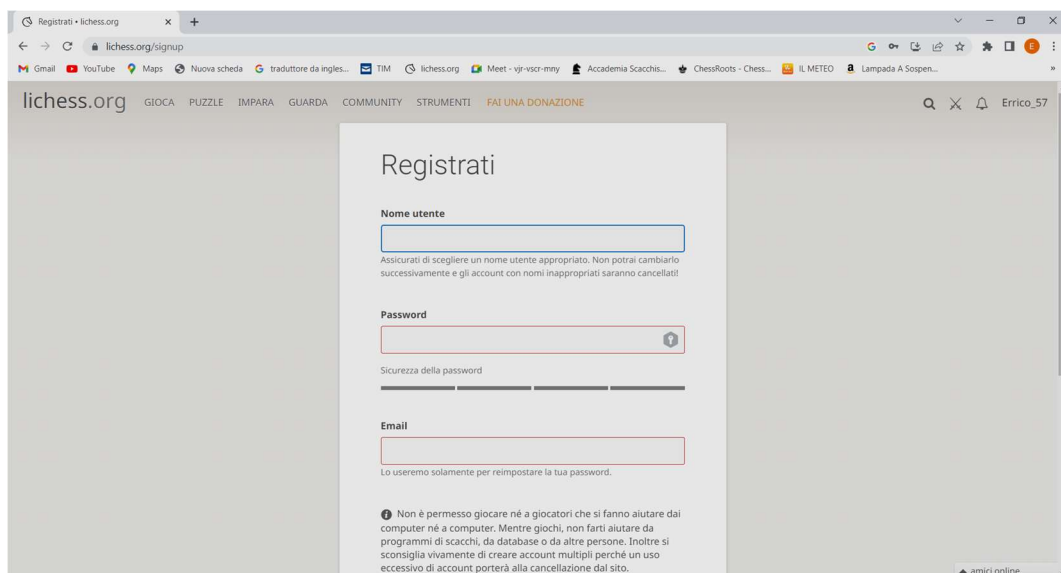 Registrati • lichess.org
lichess.org/signup
Gmail YouTube Maps Nuova scheda traduttore da ingles... TIM lichess.org Meet - vjr-vscr-mny Accademia Scacchis... ChessRoots - Chess... IL METEO Lampada A Sospen... »
lichess.org GIOCA PUZZLE IMPARA GUARDA COMMUNITY STRUMENTI FAI UNA DONAZIONE Errico_57
Registrati
Nome utente
Assicurati di scegliere un nome utente appropriato. Non potrai cambiarlo
successivamente e gli account con nomi inappropriati saranno cancellati!
Password
Sicurezza della password
Email
Lo useremo solamente per reimpostare la tua password.
Non è permesso giocare né a giocatori che si fanno aiutare dai
computer né a computer. Mentre giochi, non farti aiutare da
programmi di scacchi, da database o da altre persone. Inoltre si
sconsiglia vivamente di creare account multipli perché un uso
eccessivo di account porterà alla cancellazione dal sito.
amici online